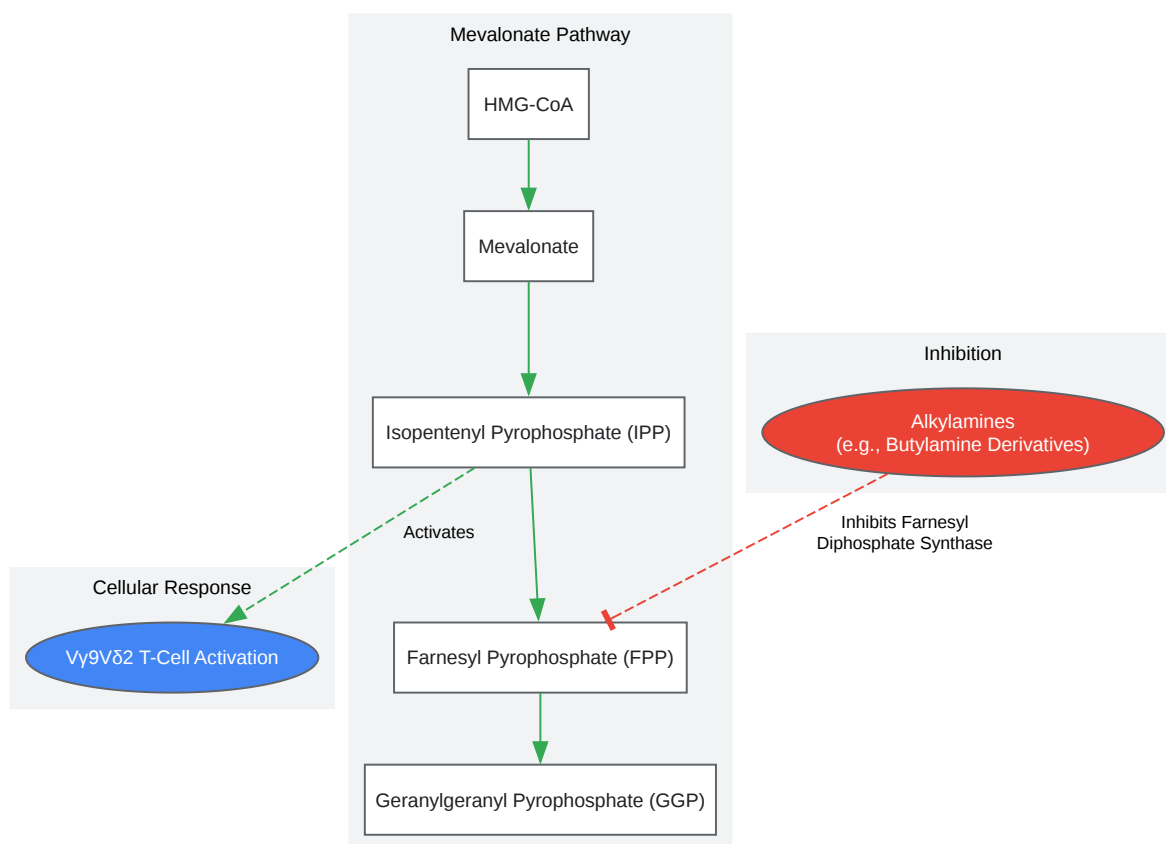 Mevalonate Pathway
HMG-CoA
Mevalonate
Inhibition
Isopentenyl Pyrophosphate (IPP)
Alkylamines
(e.g., Butylamine Derivatives)
Activates
Inhibits Farnesyl
Diphosphate Synthase
Cellular Response
Vγ9Vδ2 T-Cell Activation
Farnesyl Pyrophosphate (FPP)
Geranylgeranyl Pyrophosphate (GGP)